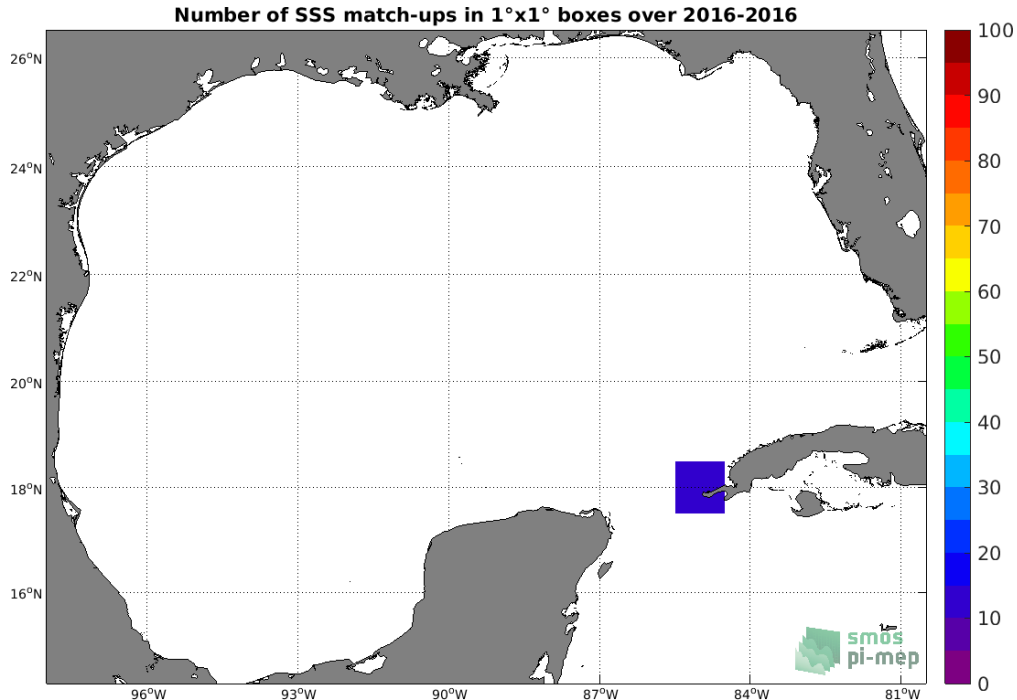 Number of SSS match-ups in 1°x1° boxes over 2016-2016
26°N
24°N
22°N
20°N
18°N
16°N
96°W
93°W
90°W
87°W
84°W
81°W
100
90
80
70
60
50
40
30
20
10
0
smos
pi-mep